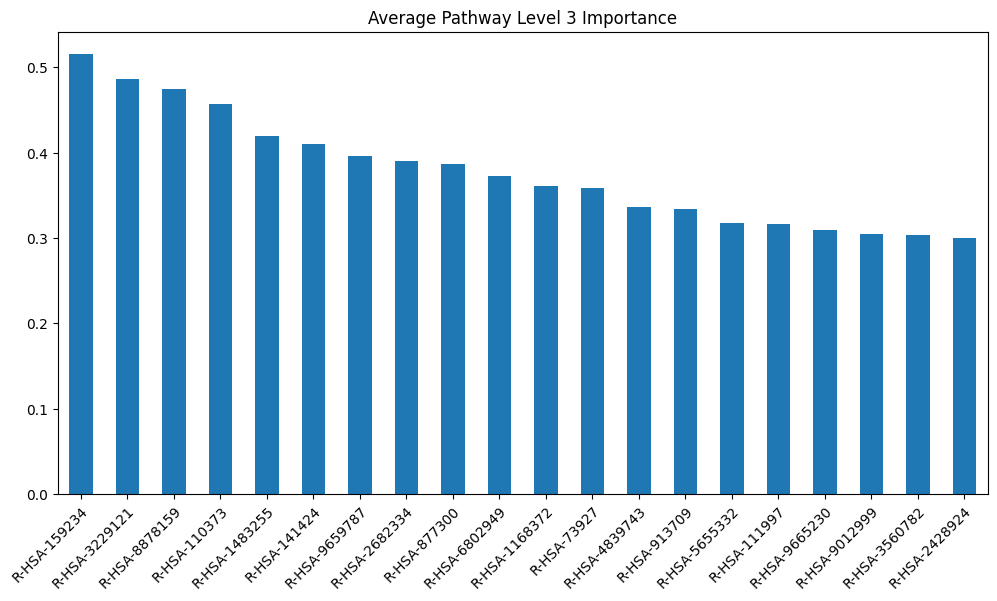 Average Pathway Level 3 Importance
0.5
0.4
0.3
0.2
0.1
0.0
R-HSA-159234
R-HSA-3229121
R-HSA-8878159
R-HSA-110373
R-HSA-1483255
R-HSA-141424
R-HSA-9659787
R-HSA-2682334
R-HSA-877300
R-HSA-6802949
R-HSA-1168372
R-HSA-73927
R-HSA-4839743
R-HSA-913709
R-HSA-5655332
R-HSA-111997
R-HSA-9665230
R-HSA-9012999
R-HSA-3560782
R-HSA-2428924